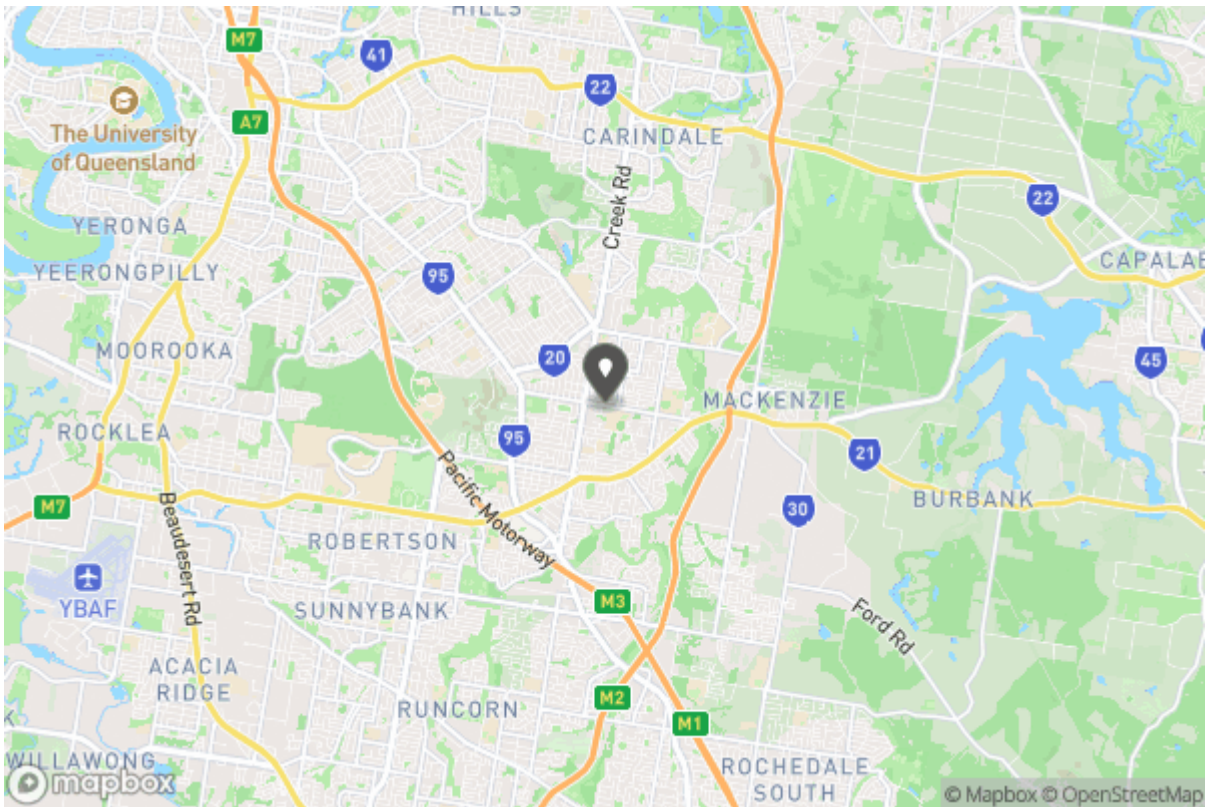 HILLS
M7
41
22
A7
CARINDALE
The University
of Queensland
Creek Rd
22
YERONGA
YEERONGPILLY
95
CAPALAB
MOOROOKA
20
45
MACKENZIE
ROCKLEA
95
21
Pacific Motorway
M7
Beaudesert Rd
30
BURBANK
ROBERTSON
YBAF
SUNNYBANK
M3
Ford Rd
ACACIA
RIDGE
M2
RUNCORN
M1
K
WILLAWONG
ROCHEDALE
SOUTH
mapbox
© Mapbox © OpenStreetMap